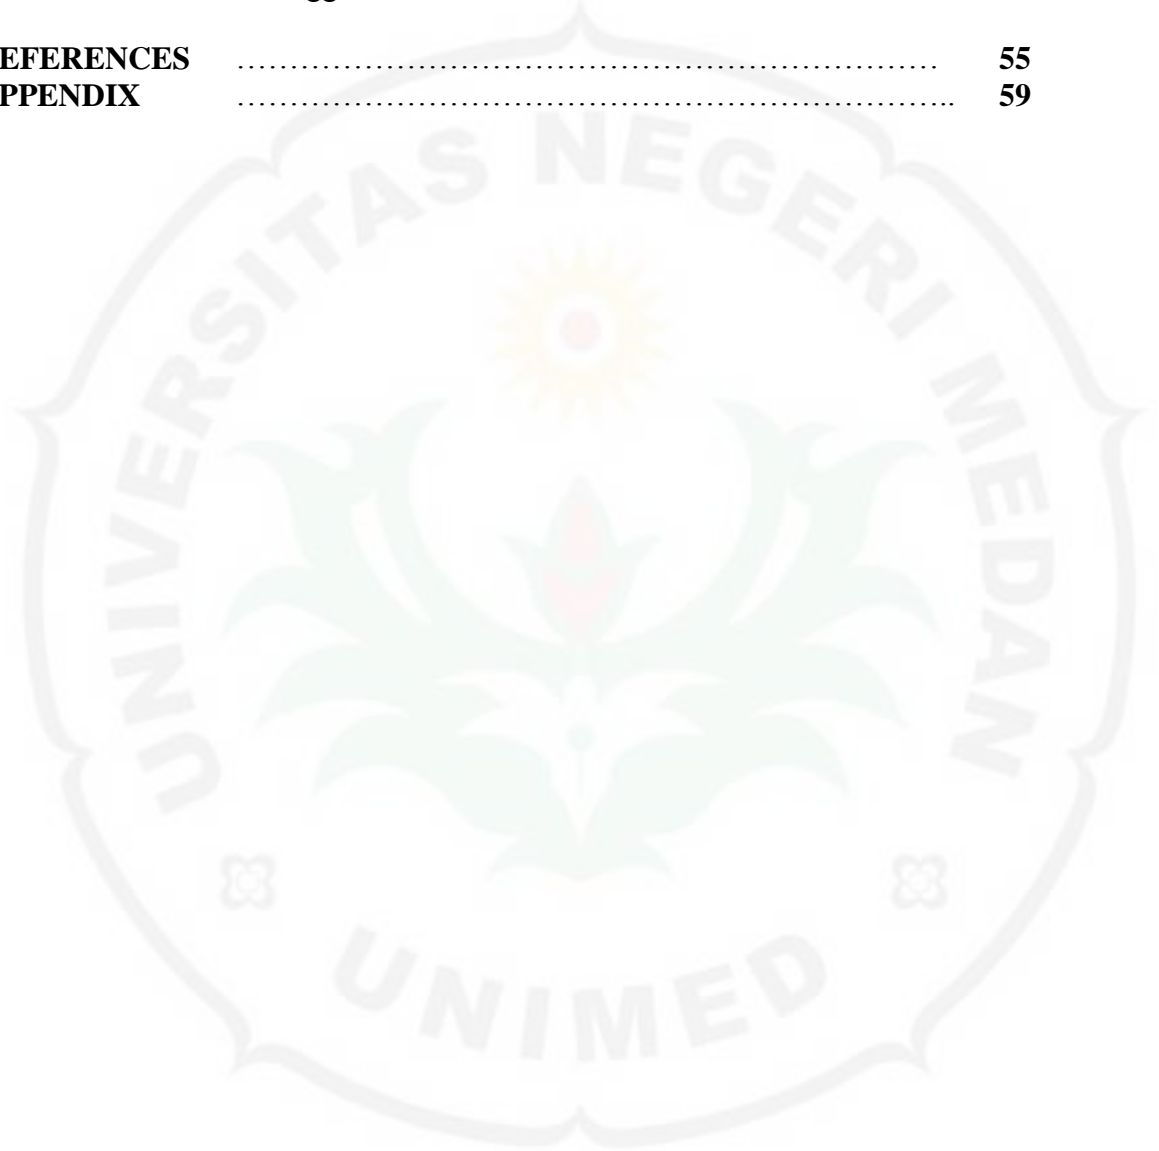 EFERENCES ………………………………………………………… 55
PPENDIX ………………………………………………………….. 59
UNIVERSITAS NEGERI MEDAN
UNIMED